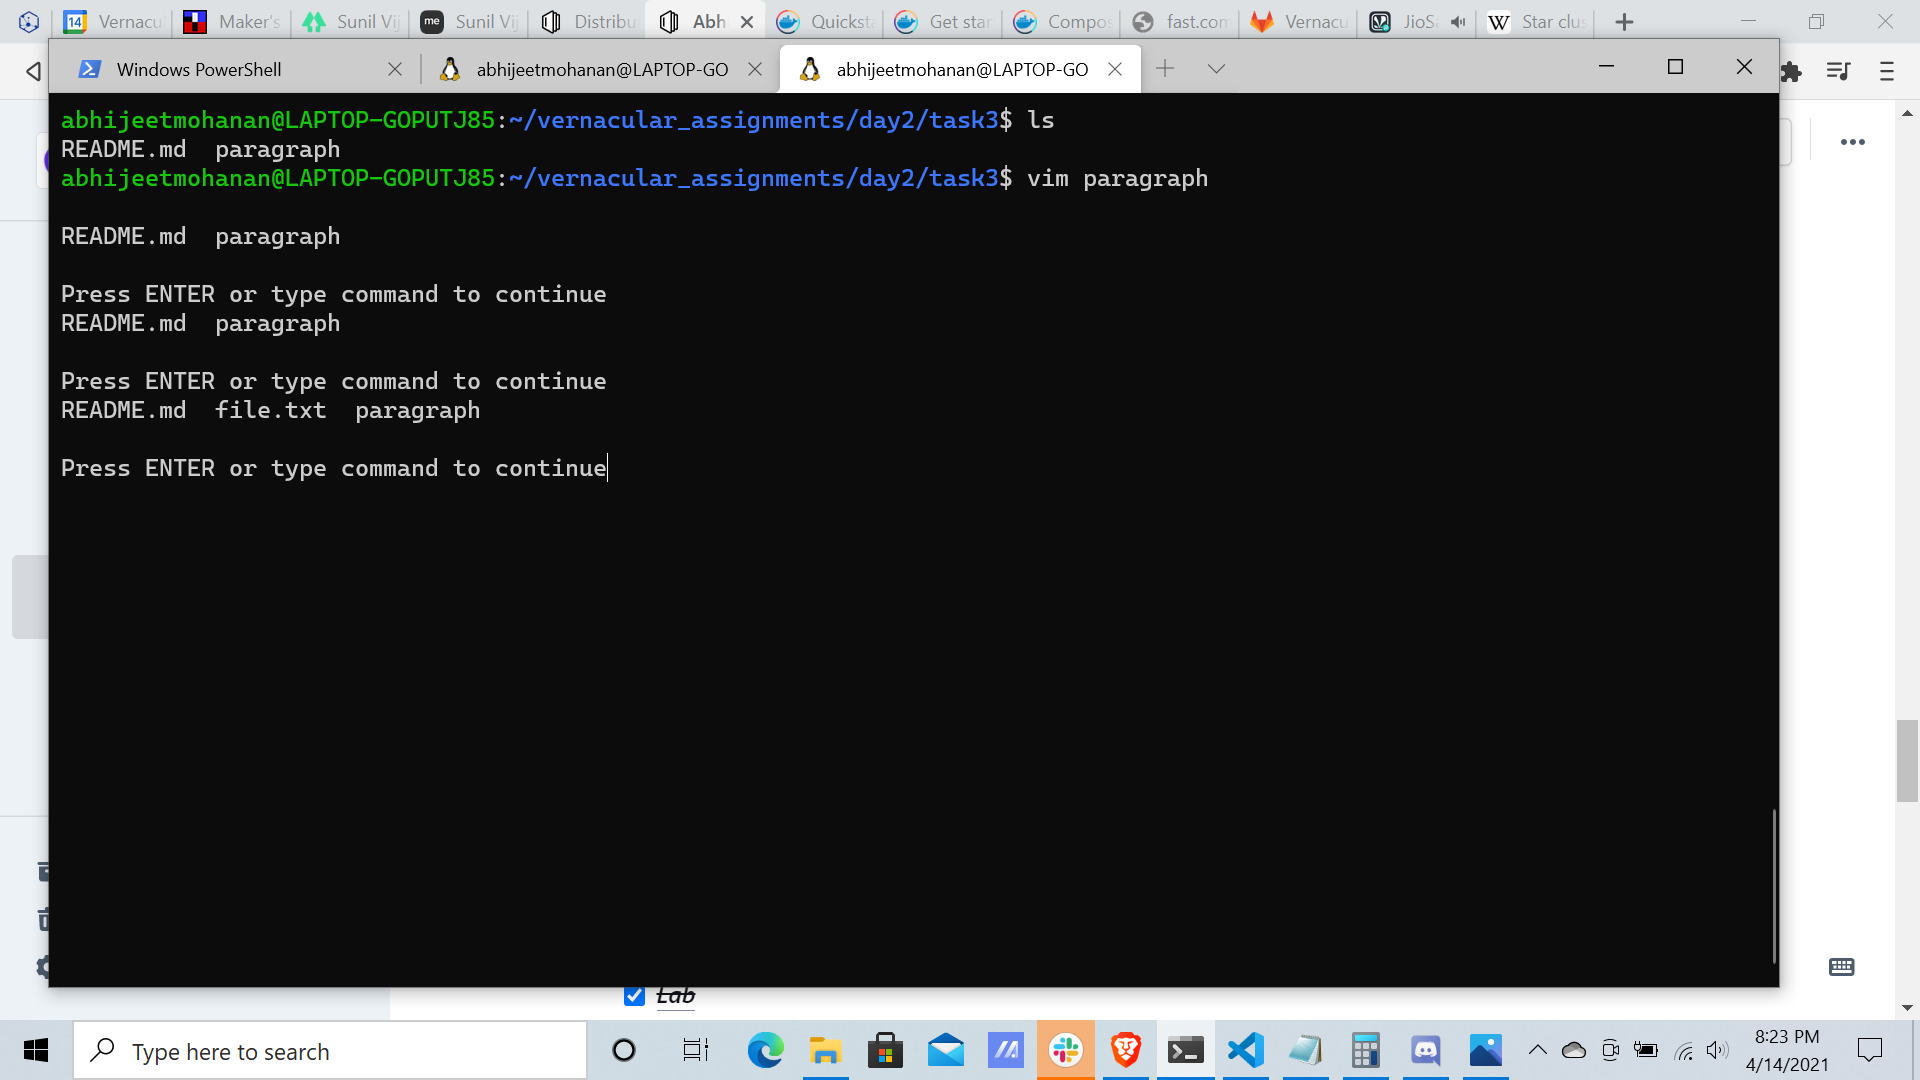 14 Vernacu Maker's Sunil Vij me Sunil Vij Distribu Abh Quicksta Get star Compos fast.com Vernacu JioSa W Star clus
Windows PowerShell abhijeetmohanan@LAPTOP-GO abhijeetmohanan@LAPTOP-GO
abhijeetmohanan@LAPTOP-GOPUTJ85:~/vernacular_assignments/day2/task3$ ls
README.md paragraph
abhijeetmohanan@LAPTOP-GOPUTJ85:~/vernacular_assignments/day2/task3$ vim paragraph
README.md paragraph
Press ENTER or type command to continue
README.md paragraph
Press ENTER or type command to continue
README.md file.txt paragraph
Press ENTER or type command to continue
Lab
Type here to search
8:23 PM
4/14/2021